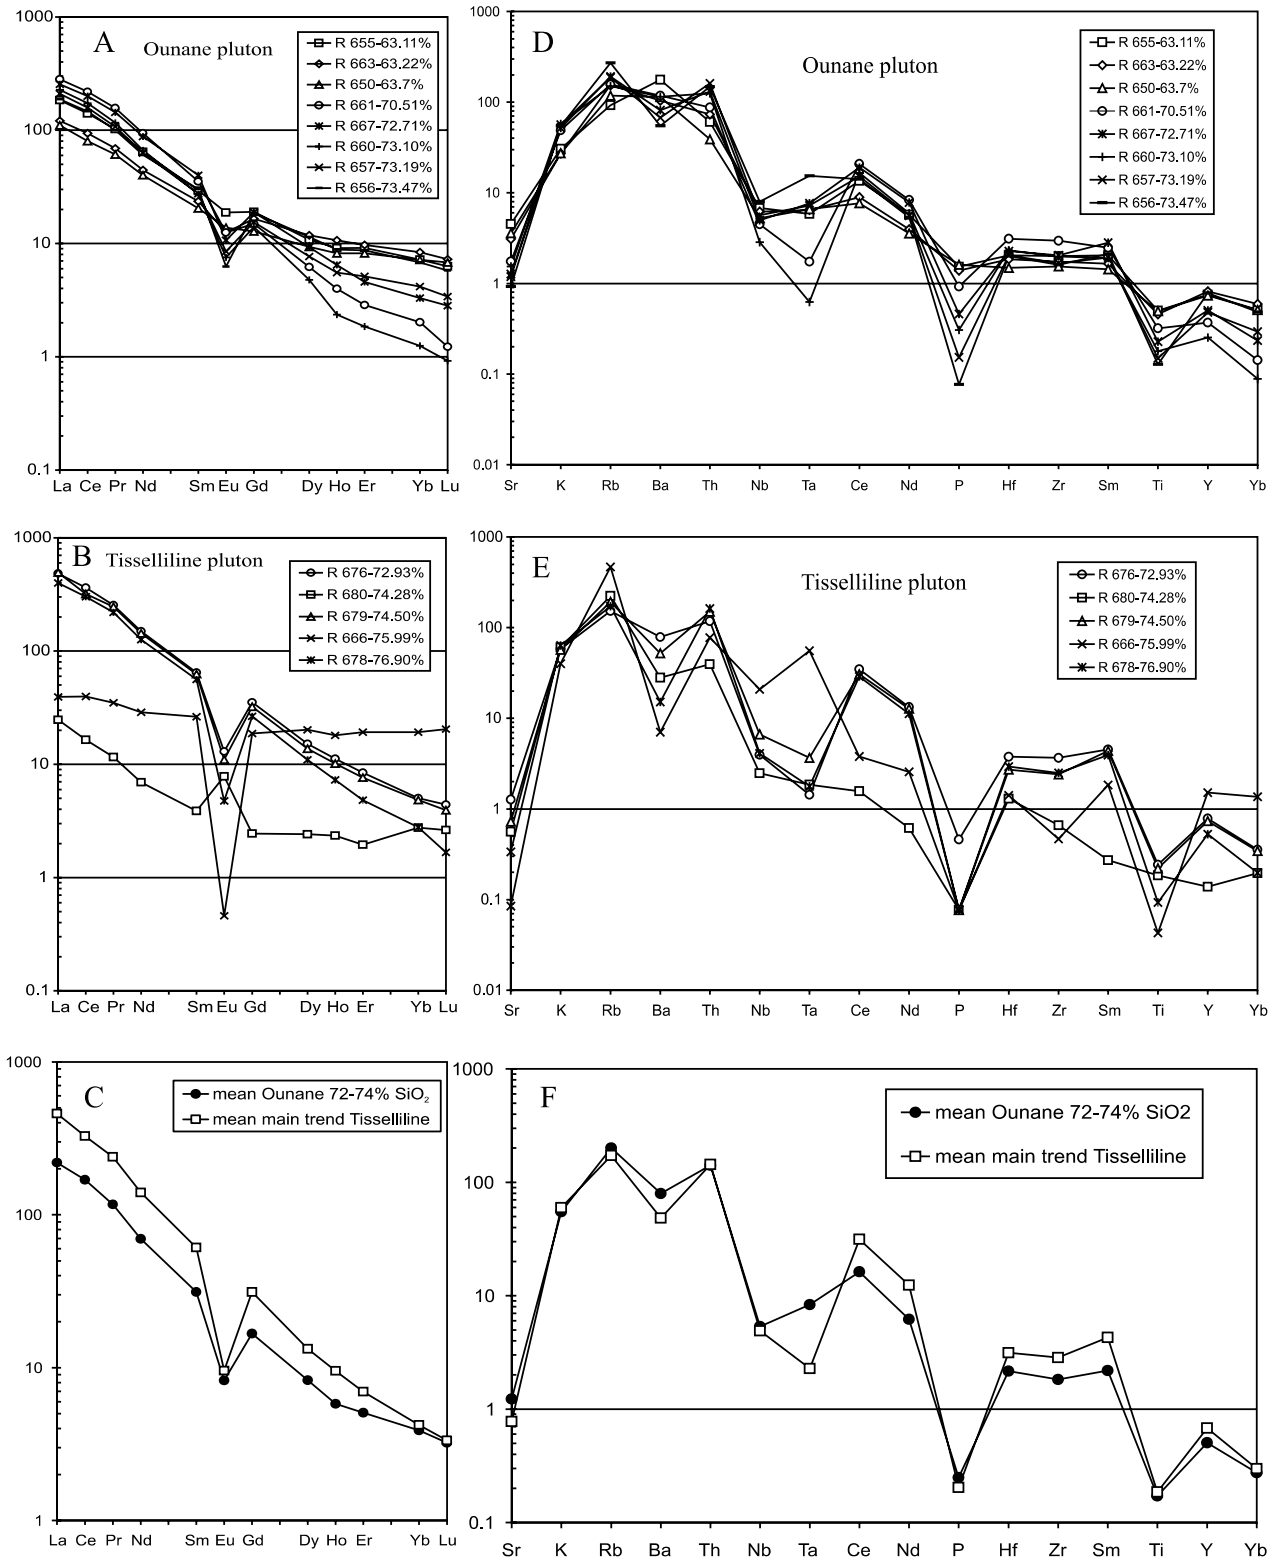 A
Ounane pluton
R 655-63.11%
R 663-63.22%
R 650-63.7%
R 661-70.51%
R 667-72.71%
R 660-73.10%
R 657-73.19%
R 656-73.47%
1000
100
10
1
0.1
La Ce Pr Nd Sm Eu Gd Dy Ho Er Yb Lu
D
Ounane pluton
R 655-63.11%
R 663-63.22%
R 650-63.7%
R 661-70.51%
R 667-72.71%
R 660-73.10%
R 657-73.19%
R 656-73.47%
1000
100
10
1
0.1
0.01
Sr K Rb Ba Th Nb Ta Ce Nd P Hf Zr Sm Ti Y Yb
B
Tisselliline pluton
R 676-72.93%
R 680-74.28%
R 679-74.50%
R 666-75.99%
R 678-76.90%
1000
100
10
1
0.1
La Ce Pr Nd Sm Eu Gd Dy Ho Er Yb Lu
E
Tisselliline pluton
R 676-72.93%
R 680-74.28%
R 679-74.50%
R 666-75.99%
R 678-76.90%
1000
100
10
1
0.1
0.01
Sr K Rb Ba Th Nb Ta Ce Nd P Hf Zr Sm Ti Y Yb
C
mean Ounane 72-74% SiO₂
mean main trend Tisselliline
1000
100
10
1
La Ce Pr Nd Sm Eu Gd Dy Ho Er Yb Lu
F
mean Ounane 72-74% SiO2
mean main trend Tisselliline
1000
100
10
1
0.1
Sr K Rb Ba Th Nb Ta Ce Nd P Hf Zr Sm Ti Y Yb